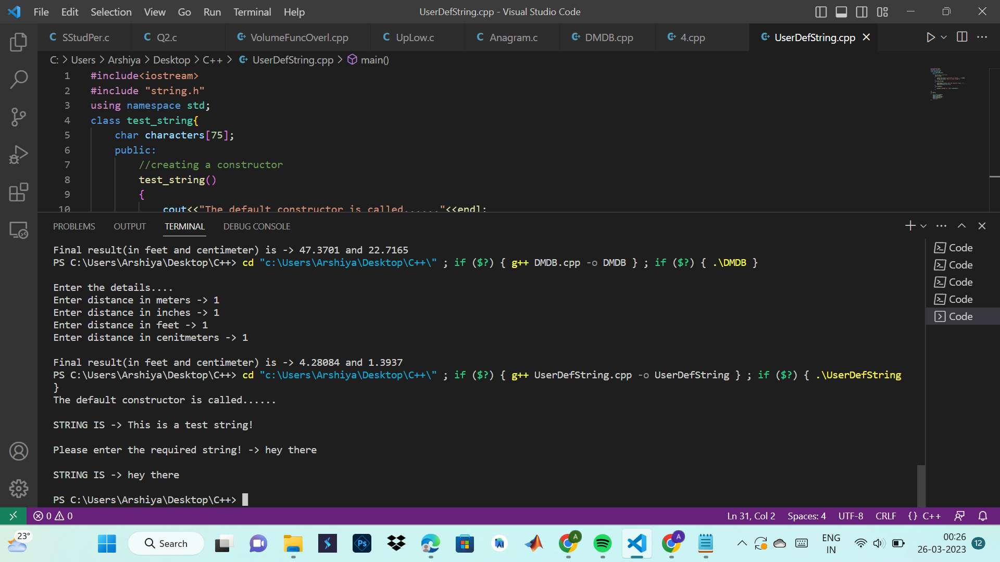 File Edit Selection View Go Run Terminal Help UserDefString.cpp - Visual Studio Code
SStudPer.c Q2.c VolumeFuncOverl.cpp UpLow.c Anagram.c DMDB.cpp 4.cpp UserDefString.cpp
C: > Users > Arshiya > Desktop > C++ > UserDefString.cpp > main()
1 #include<iostream>
2 #include "string.h"
3 using namespace std;
4 class test_string{
5 char characters[75];
6 public:
7 //creating a constructor
8 test_string()
9 {
10 cout<<"The default constructor is called......"<<endl;
PROBLEMS OUTPUT TERMINAL DEBUG CONSOLE
Final result(in feet and centimeter) is -> 47.3701 and 22.7165
PS C:\Users\Arshiya\Desktop\C++> cd "c:\Users\Arshiya\Desktop\C++\" ; if ($?) { g++ DMDB.cpp -o DMDB } ; if ($?) { .\DMDB }
Enter the details....
Enter distance in meters -> 1
Enter distance in inches -> 1
Enter distance in feet -> 1
Enter distance in cenitmeters -> 1
Final result(in feet and centimeter) is -> 4.28084 and 1.3937
PS C:\Users\Arshiya\Desktop\C++> cd "c:\Users\Arshiya\Desktop\C++\" ; if ($?) { g++ UserDefString.cpp -o UserDefString } ; if ($?) { .\UserDefString
}
The default constructor is called......
STRING IS -> This is a test string!
Please enter the required string! -> hey there
STRING IS -> hey there
PS C:\Users\Arshiya\Desktop\C++>
Code
Code
Code
Code
Code
0 0 Ln 31, Col 2 Spaces: 4 UTF-8 CRLF {} C++
23° Search Ps A A ENG 00:26 12
IN 26-03-2023